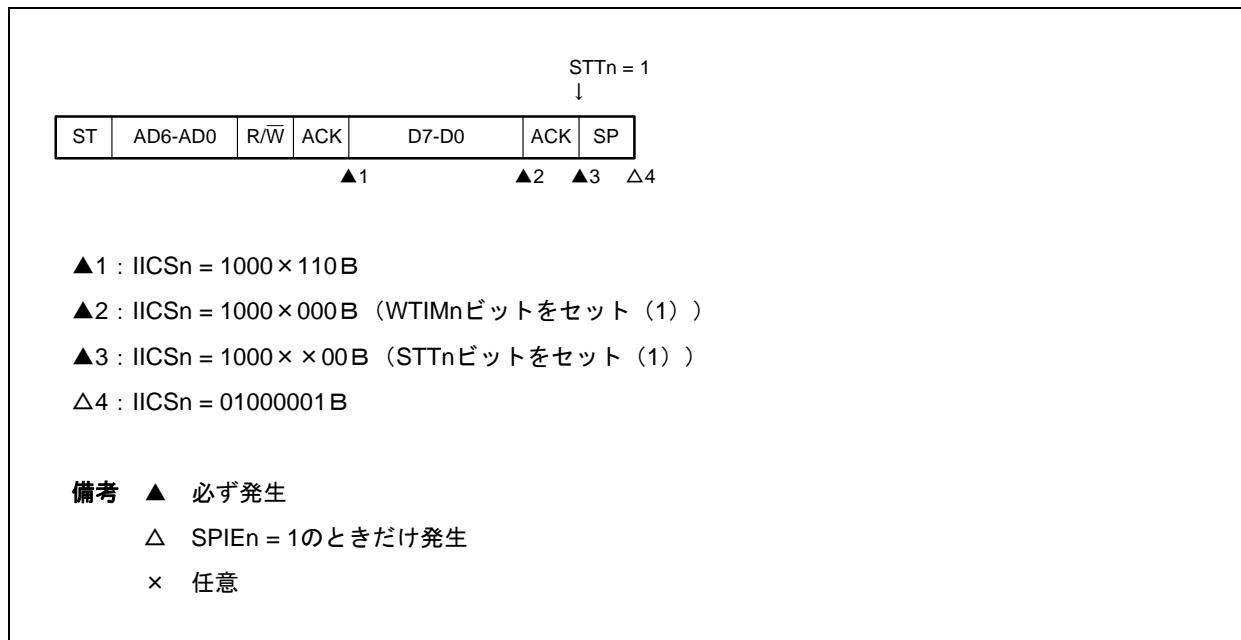 STTn = 1
↓
ST AD6-AD0 R/W̅ ACK D7-D0 ACK SP
▲1 ▲2 ▲3 △4
▲1：IICSn = 1000×110B
▲2：IICSn = 1000×000B（WTIMnビットをセット（1））
▲3：IICSn = 1000××00B（STTnビットをセット（1））
△4：IICSn = 01000001B
備考 ▲ 必ず発生
△ SPIEn = 1のときだけ発生
× 任意